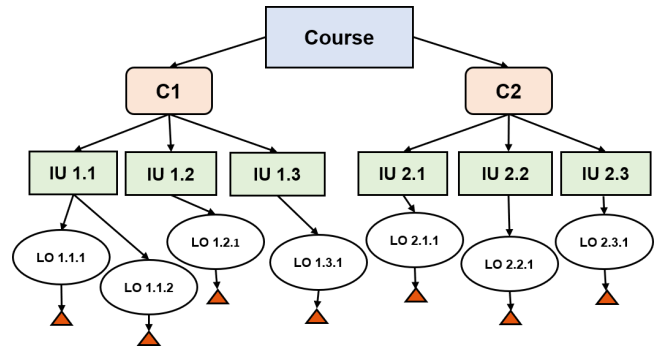 Course
C1
C2
IU 1.1
IU 1.2
IU 1.3
IU 2.1
IU 2.2
IU 2.3
LO 1.1.1
LO 1.1.2
LO 1.2.1
LO 1.3.1
LO 2.1.1
LO 2.2.1
LO 2.3.1